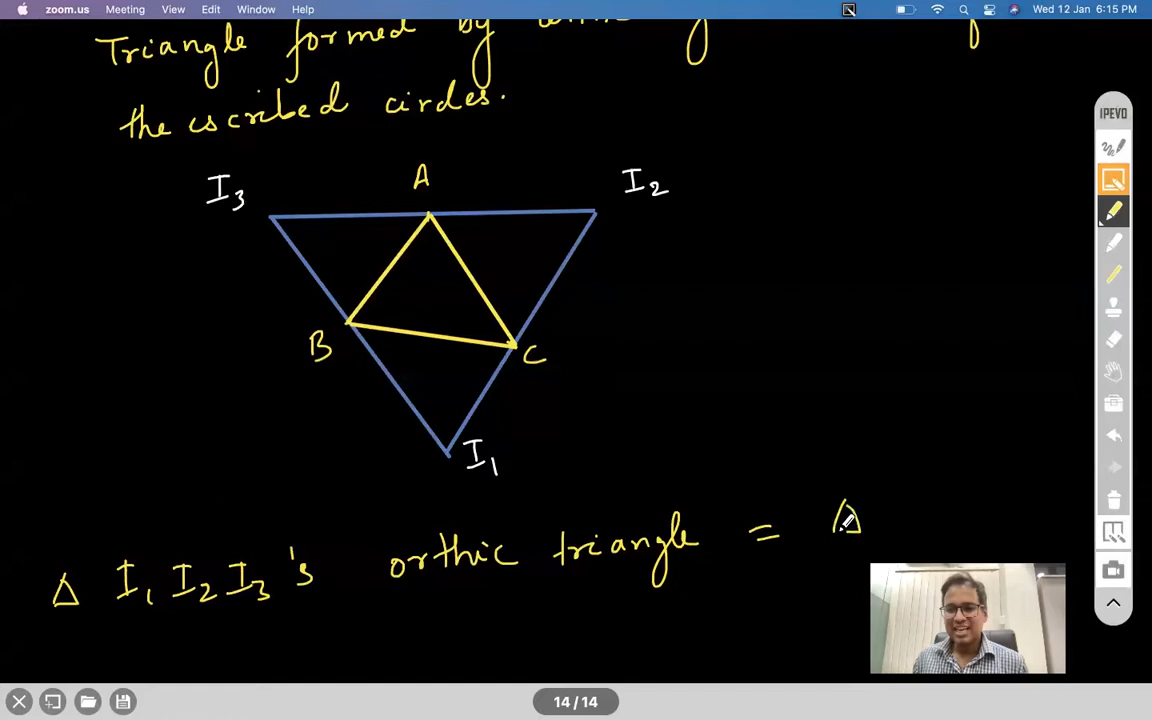 zoom.us Meeting View Edit Window Help Wed 12 Jan 6:15 PM
Triangle formed by
the escribed circles.
IPEVO
I3 A I2
B C
I1
Δ I1 I2 I3's orthic triangle = Δ
14/14